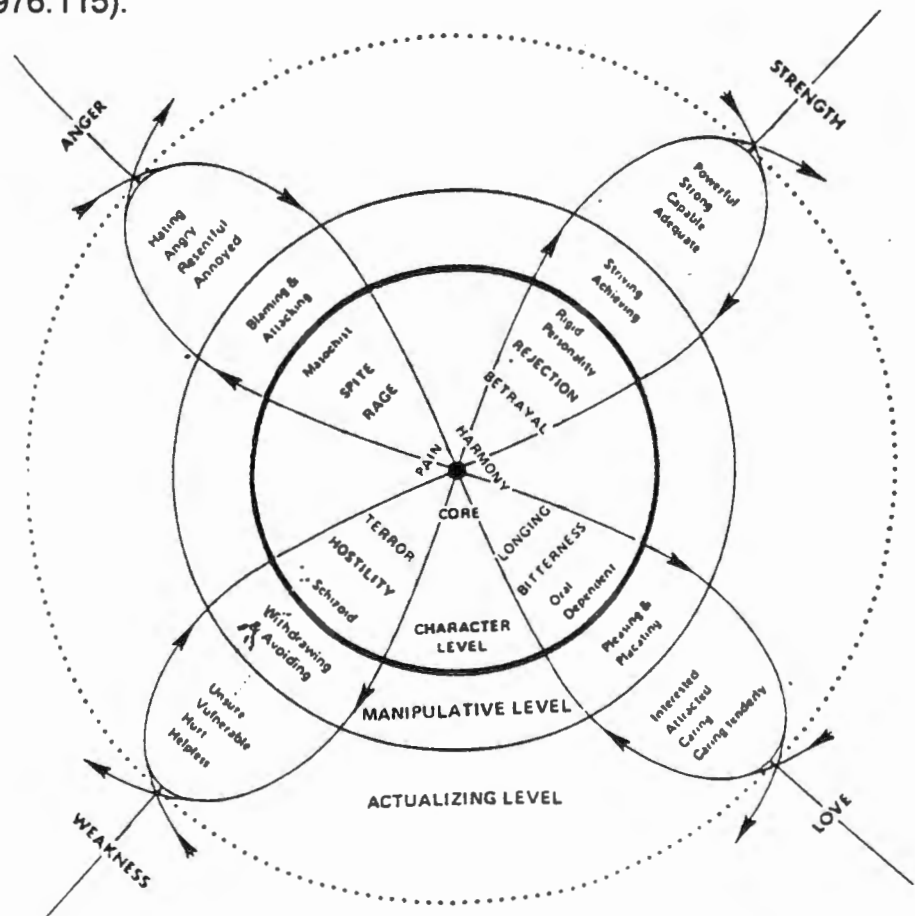 976:115).
ANGER
STRENGTH
Hating
Angry
Resentful
Annoyed
Powerful
Strong
Capable
Adequate
Blaming &
Attacking
Striving
Achieving
Masochist
SPITE
RAGE
Rigid
Personality
REJECTION
BETRAYAL
PAIN
HARMONY
CORE
TERROR
HOSTILITY
Schizoid
LONGING
BITTERNESS
Oral
Dependent
CHARACTER
LEVEL
Withdrawing
& Avoiding
Pleasing &
Placating
MANIPULATIVE LEVEL
Unsure
Vulnerable
Hurt
Helpless
Interested
Attracted
Caring
Caring tenderly
ACTUALIZING LEVEL
WEAKNESS
LOVE